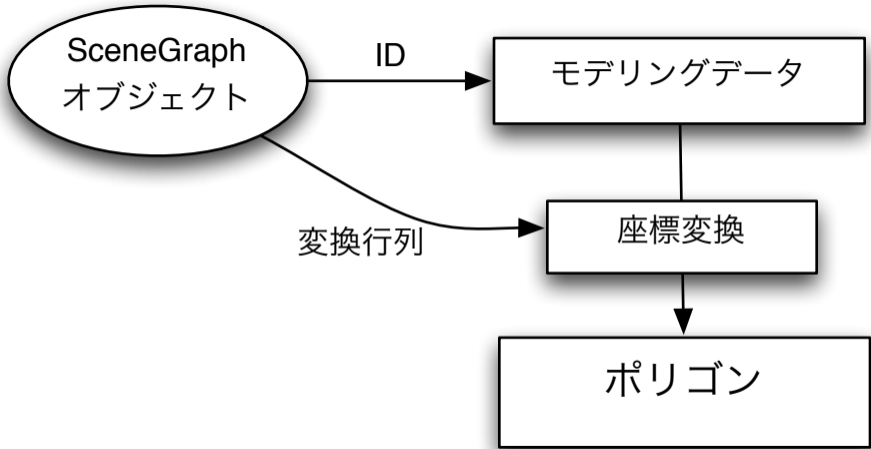 SceneGraph
オブジェクト
ID
モデリングデータ
変換行列
座標変換
ポリゴン